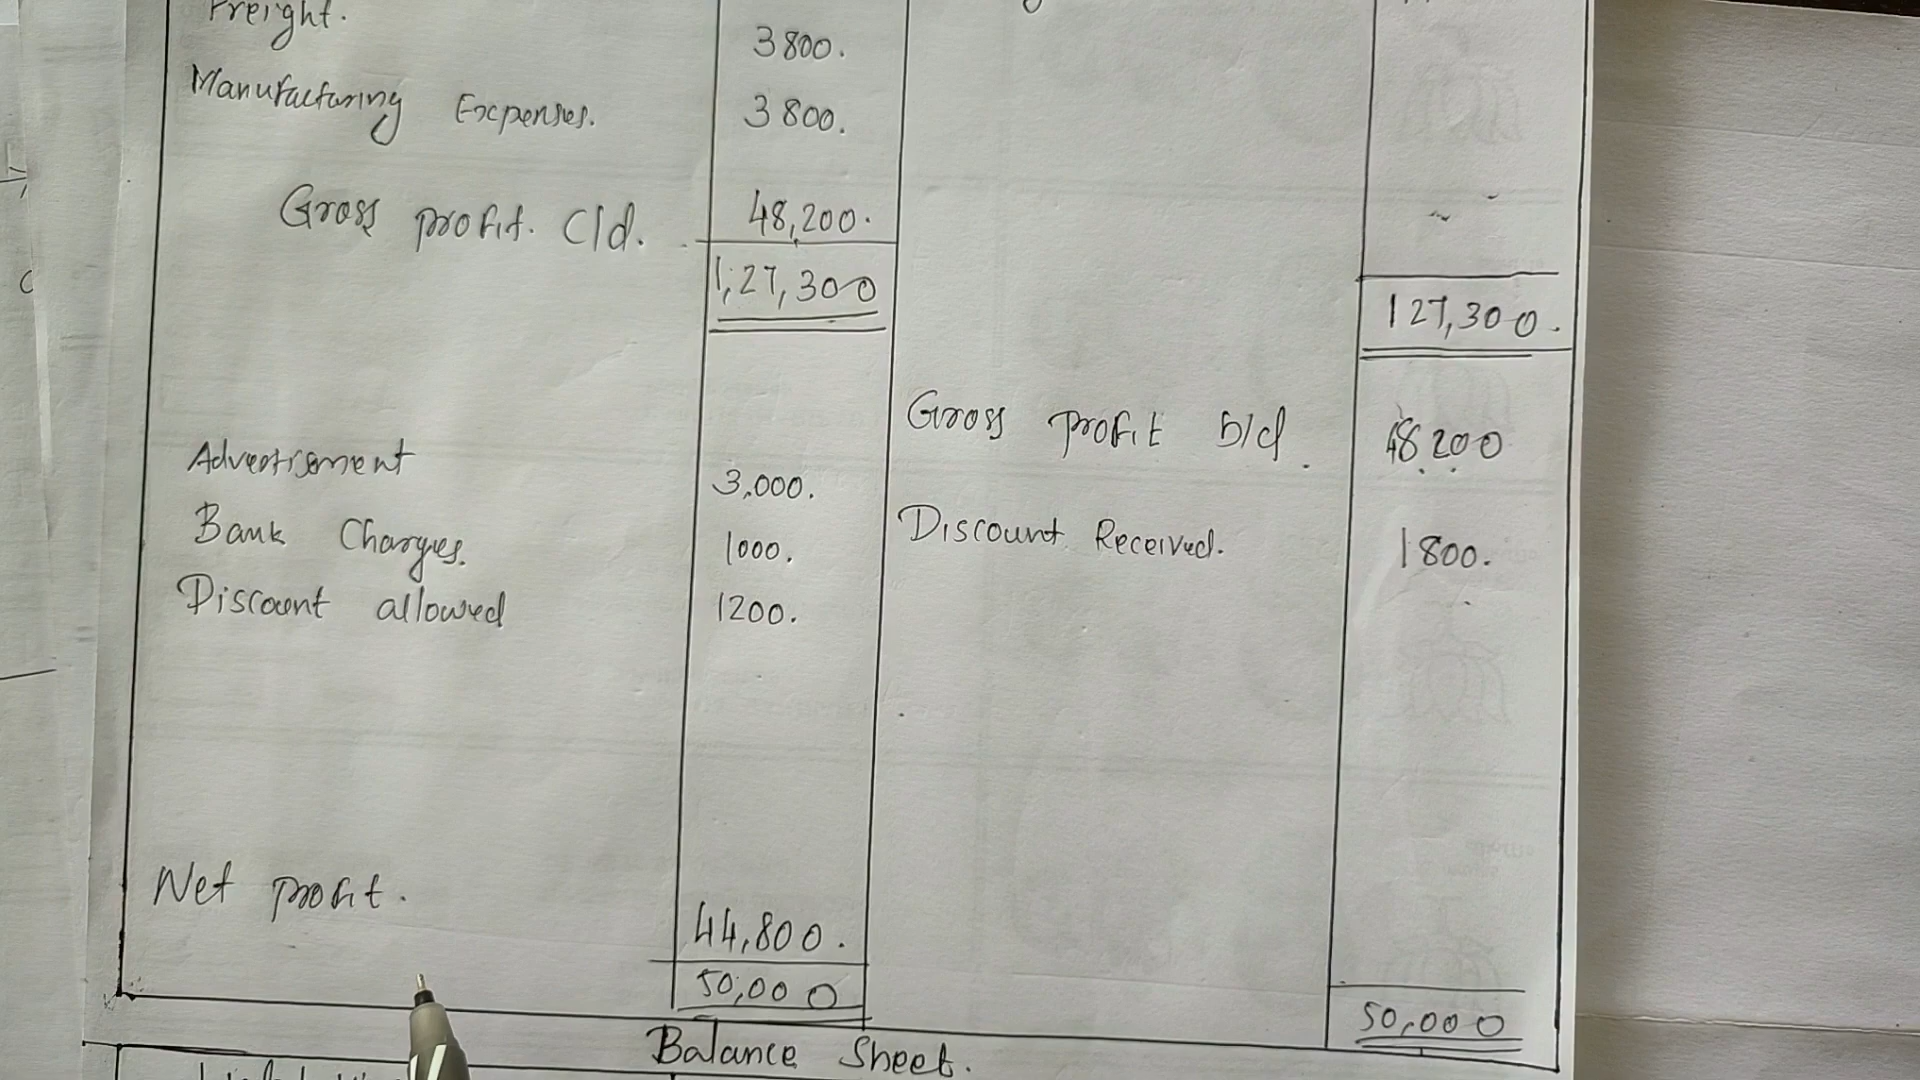 Freight. 3800.
Manufacturing Expenses. 3800.
Gross profit. C/d. 48,200.
1,27,300 127,300.
Gross profit b/d. 48,200
Advertisement 3,000.
Bank Charges. 1000. Discount Received. 1800.
Discount allowed 1200.
Net profit. 44,800.
50,000 50,000
Balance Sheet.